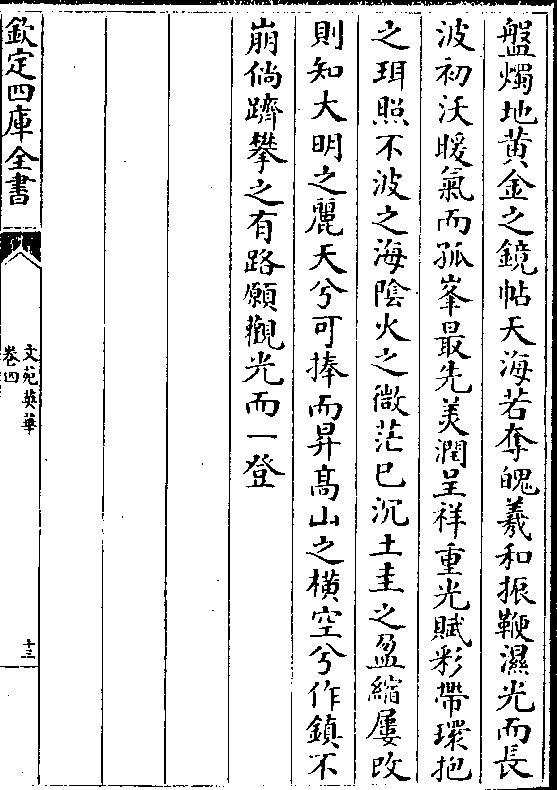 盤燭地黄金之鏡帖天海若奪魄羲和振鞭濕光而長
波初沃暖氣而孤峯最先羙潤呈祥重光賦彩帶環抱
之珥照不波之海陰火之微茫已沉土圭之盈縮屢改
則知大明之麗天兮可捧而昇髙山之橫空兮作鎮不
崩倘躋攀之有路願觀光而一登
欽定四庫全書
文苑英華
卷四
十三